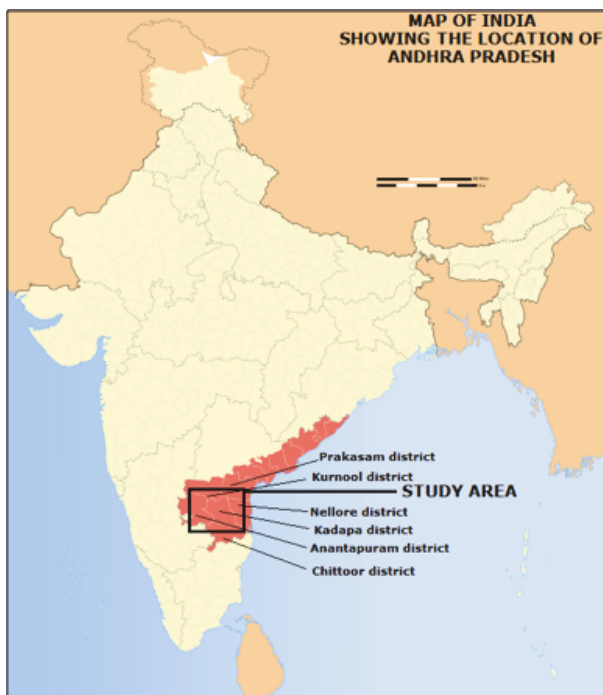 MAP OF INDIA
SHOWING THE LOCATION OF
ANDHRA PRADESH
Prakasam district
Kurnool district
STUDY AREA
Nellore district
Kadapa district
Anantapuram district
Chittoor district